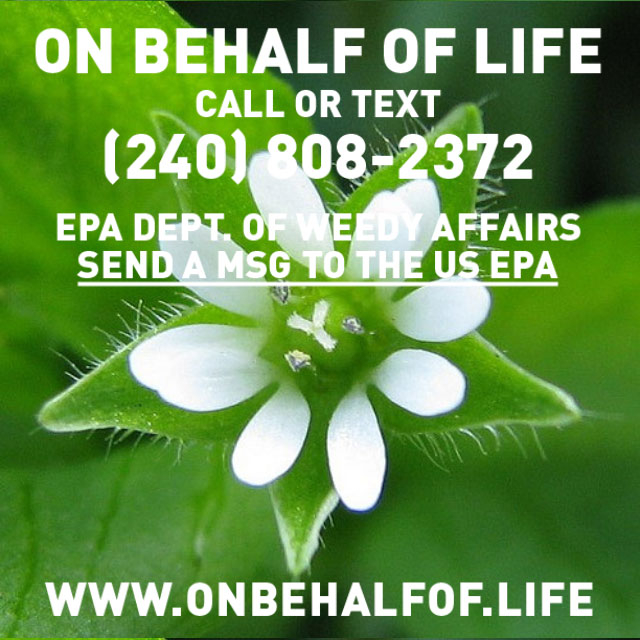 ON BEHALF OF LIFE
CALL OR TEXT
(240) 808-2372
EPA DEPT. OF WEEDY AFFAIRS
SEND A MSG TO THE US EPA
WWW.ONBEHALFOF.LIFE